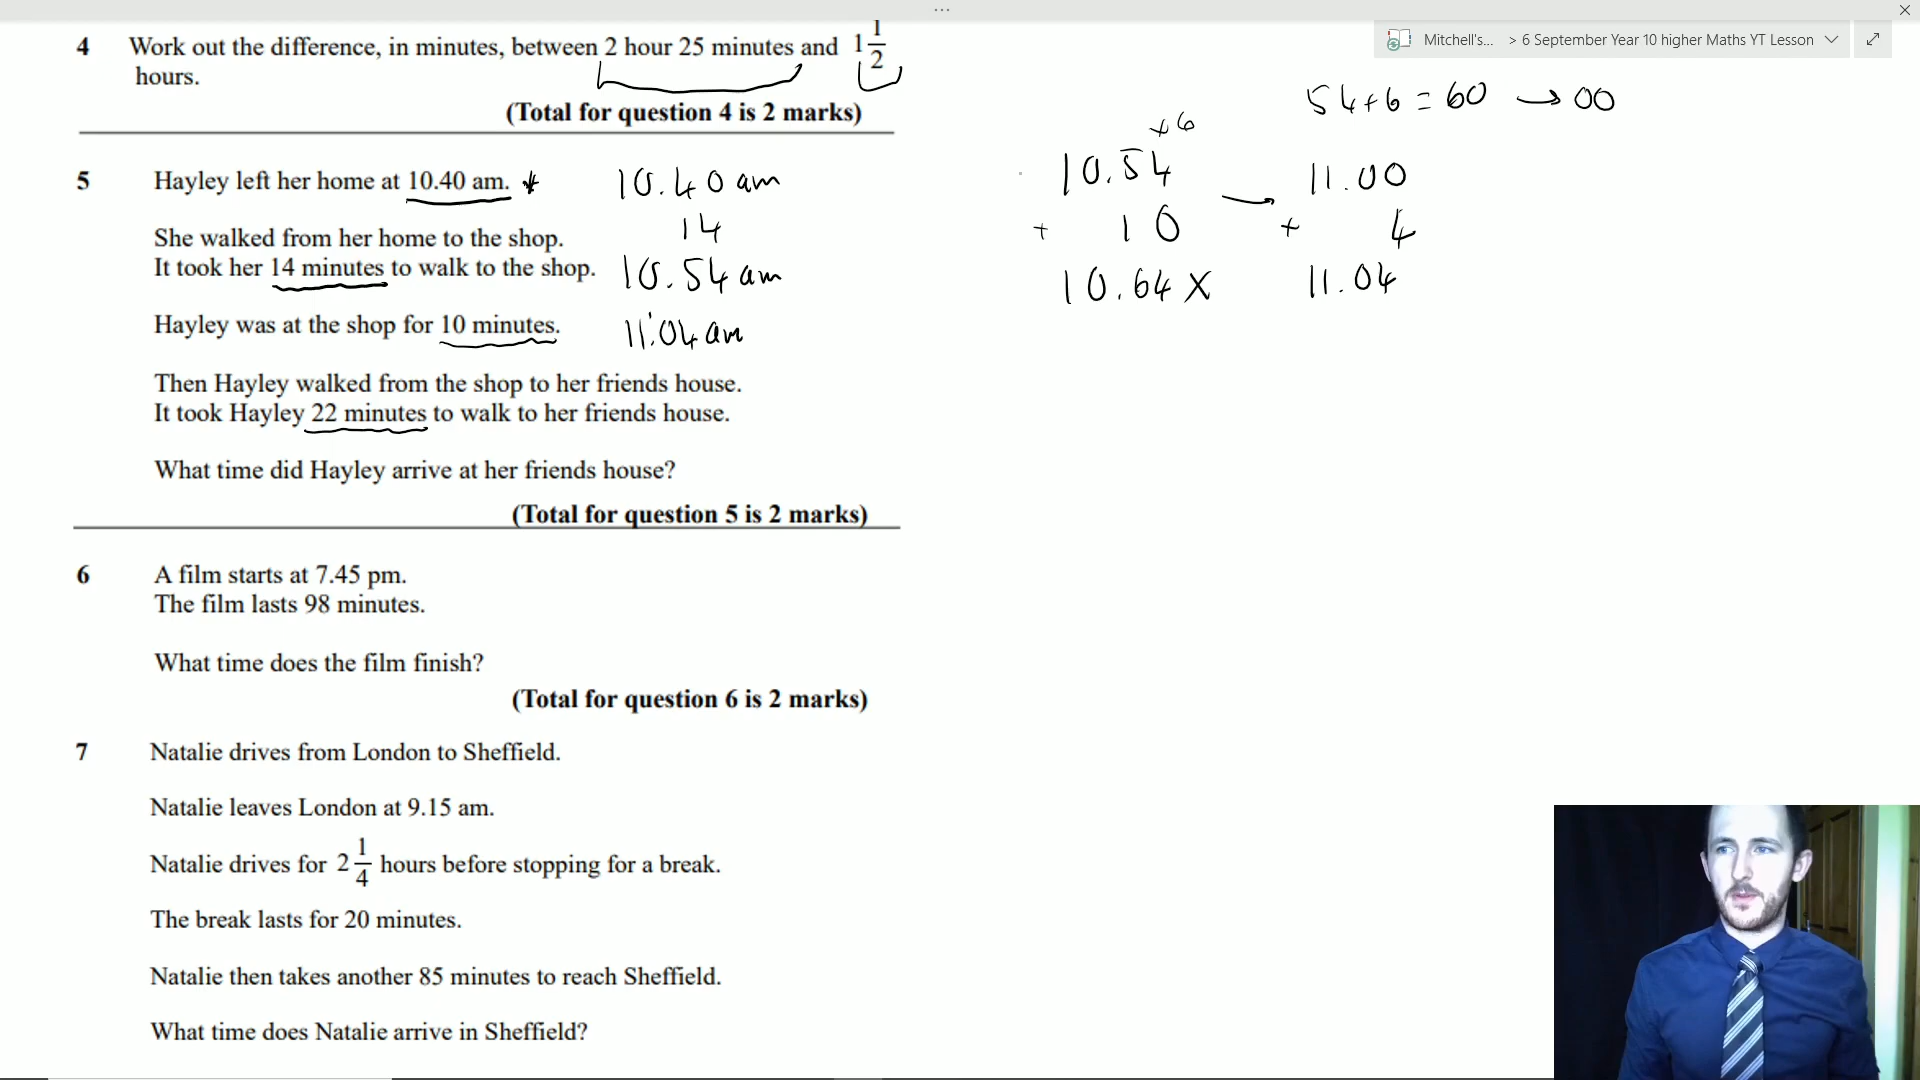 Mitchell's... > 6 September Year 10 higher Maths YT Lesson
4 Work out the difference, in minutes, between 2 hour 25 minutes and 1 1/2
hours.
(Total for question 4 is 2 marks)
5 Hayley left her home at 10.40 am. *
She walked from her home to the shop.
It took her 14 minutes to walk to the shop.
Hayley was at the shop for 10 minutes.
Then Hayley walked from the shop to her friends house.
It took Hayley 22 minutes to walk to her friends house.
What time did Hayley arrive at her friends house?
(Total for question 5 is 2 marks)
10.40 am
14
10.54 am
11:04 am
54+6 = 60 → 00
+6
10.54 → 11.00
+ 10 + 4
10.64 X 11.04
6 A film starts at 7.45 pm.
The film lasts 98 minutes.
What time does the film finish?
(Total for question 6 is 2 marks)
7 Natalie drives from London to Sheffield.
Natalie leaves London at 9.15 am.
Natalie drives for 2 1/4 hours before stopping for a break.
The break lasts for 20 minutes.
Natalie then takes another 85 minutes to reach Sheffield.
What time does Natalie arrive in Sheffield?